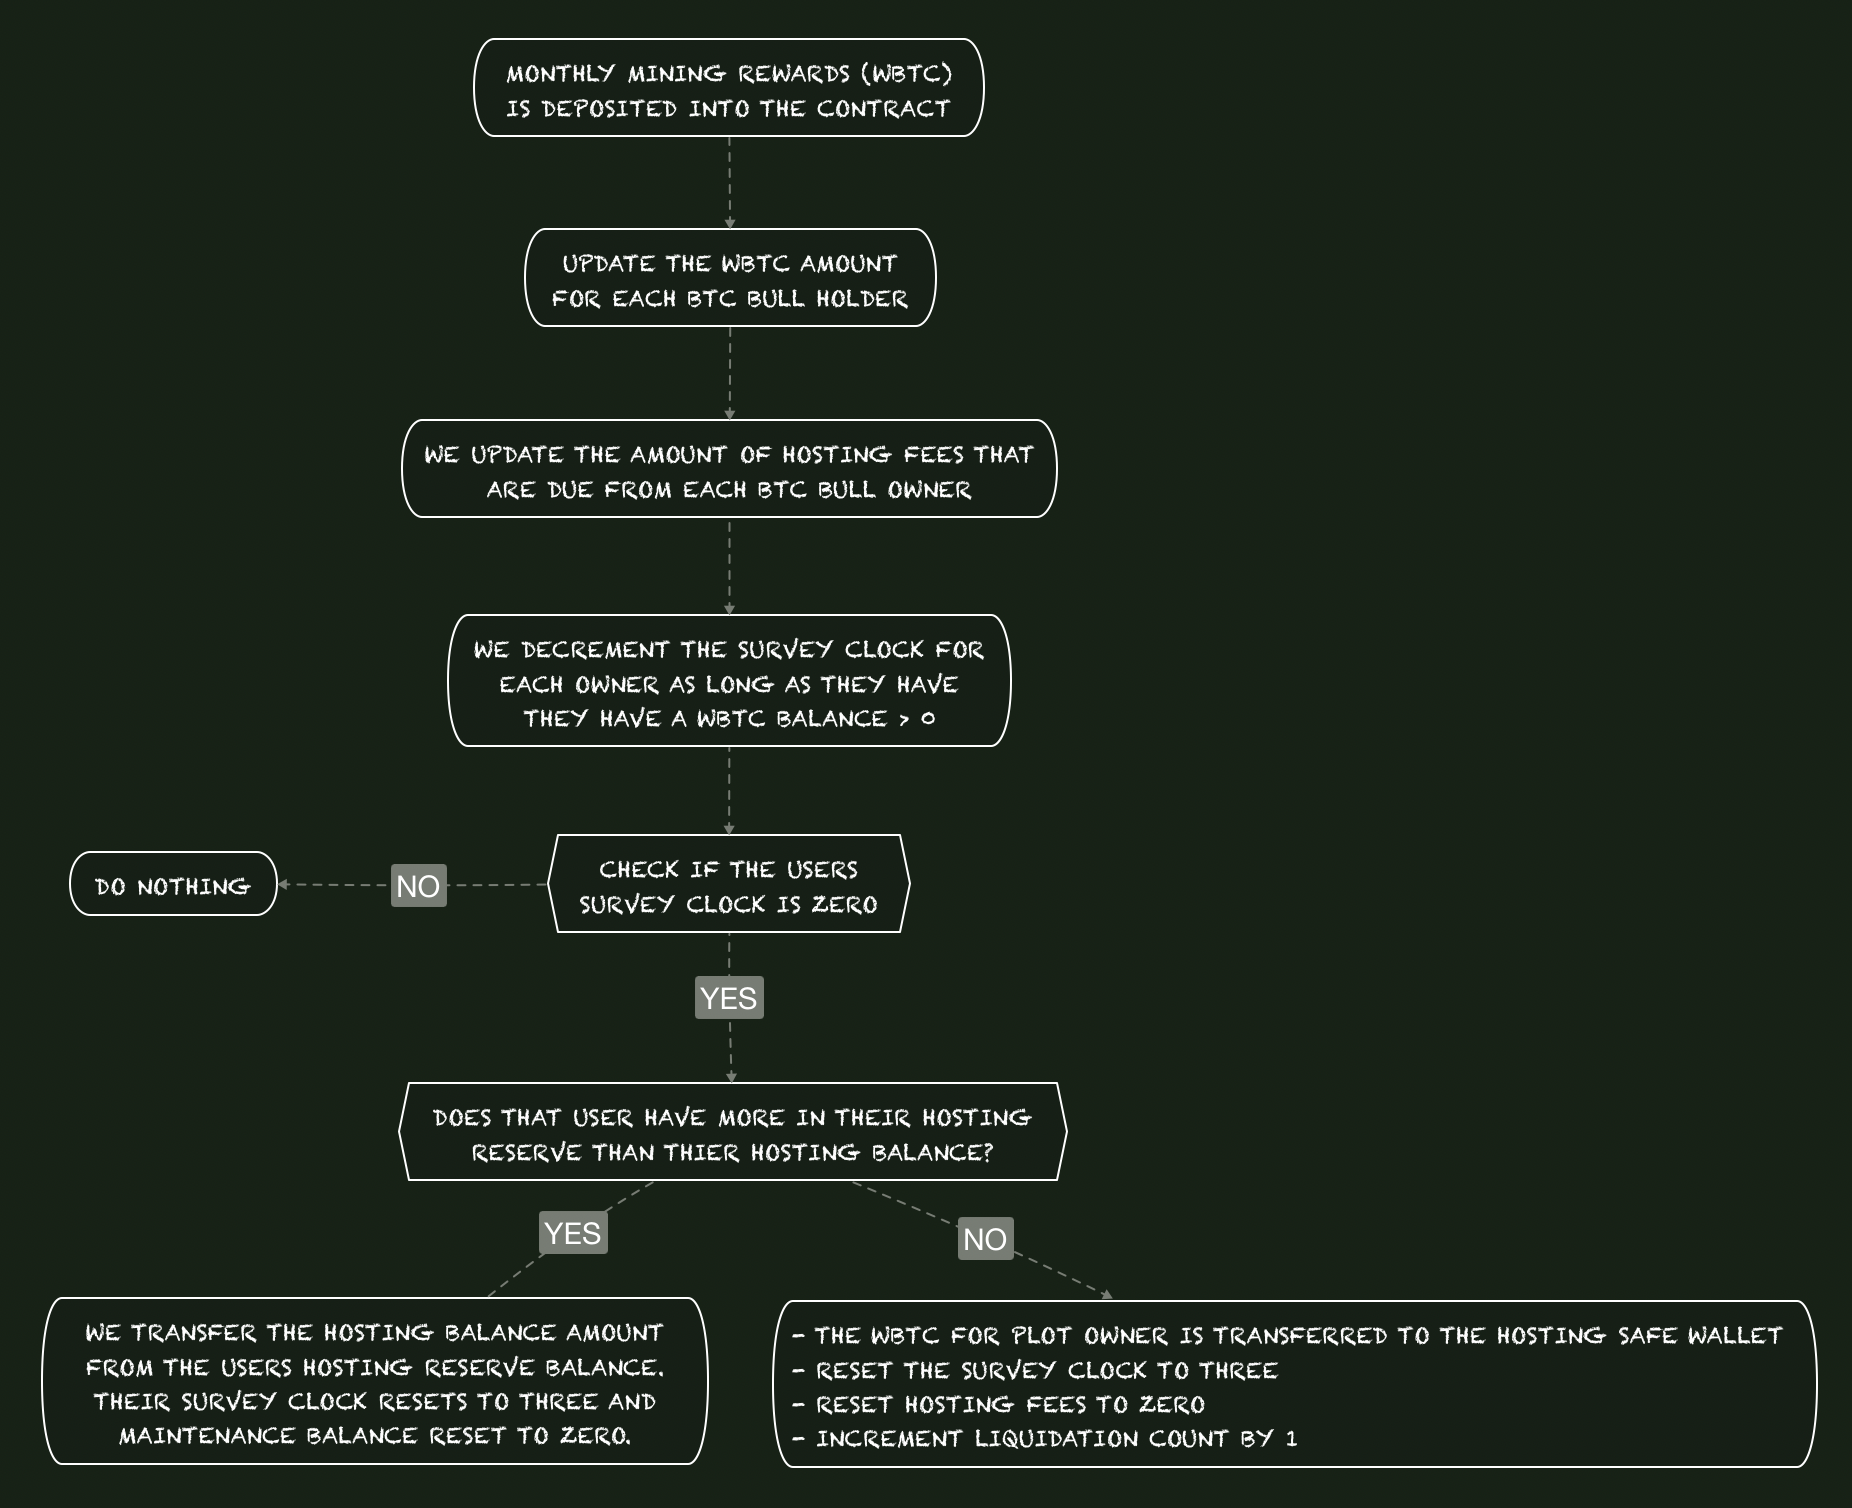 MONTHLY MINING REWARDS (WBTC)
IS DEPOSITED INTO THE CONTRACT
UPDATE THE WBTC AMOUNT
FOR EACH BTC BULL HOLDER
WE UPDATE THE AMOUNT OF HOSTING FEES THAT
ARE DUE FROM EACH BTC BULL OWNER
WE DECREMENT THE SURVEY CLOCK FOR
EACH OWNER AS LONG AS THEY HAVE
THEY HAVE A WBTC BALANCE > 0
CHECK IF THE USERS
SURVEY CLOCK IS ZERO
NO
DO NOTHING
YES
DOES THAT USER HAVE MORE IN THEIR HOSTING
RESERVE THAN THIER HOSTING BALANCE?
YES
NO
WE TRANSFER THE HOSTING BALANCE AMOUNT
FROM THE USERS HOSTING RESERVE BALANCE.
THEIR SURVEY CLOCK RESETS TO THREE AND
MAINTENANCE BALANCE RESET TO ZERO.
- THE WBTC FOR PLOT OWNER IS TRANSFERRED TO THE HOSTING SAFE WALLET
- RESET THE SURVEY CLOCK TO THREE
- RESET HOSTING FEES TO ZERO
- INCREMENT LIQUIDATION COUNT BY 1